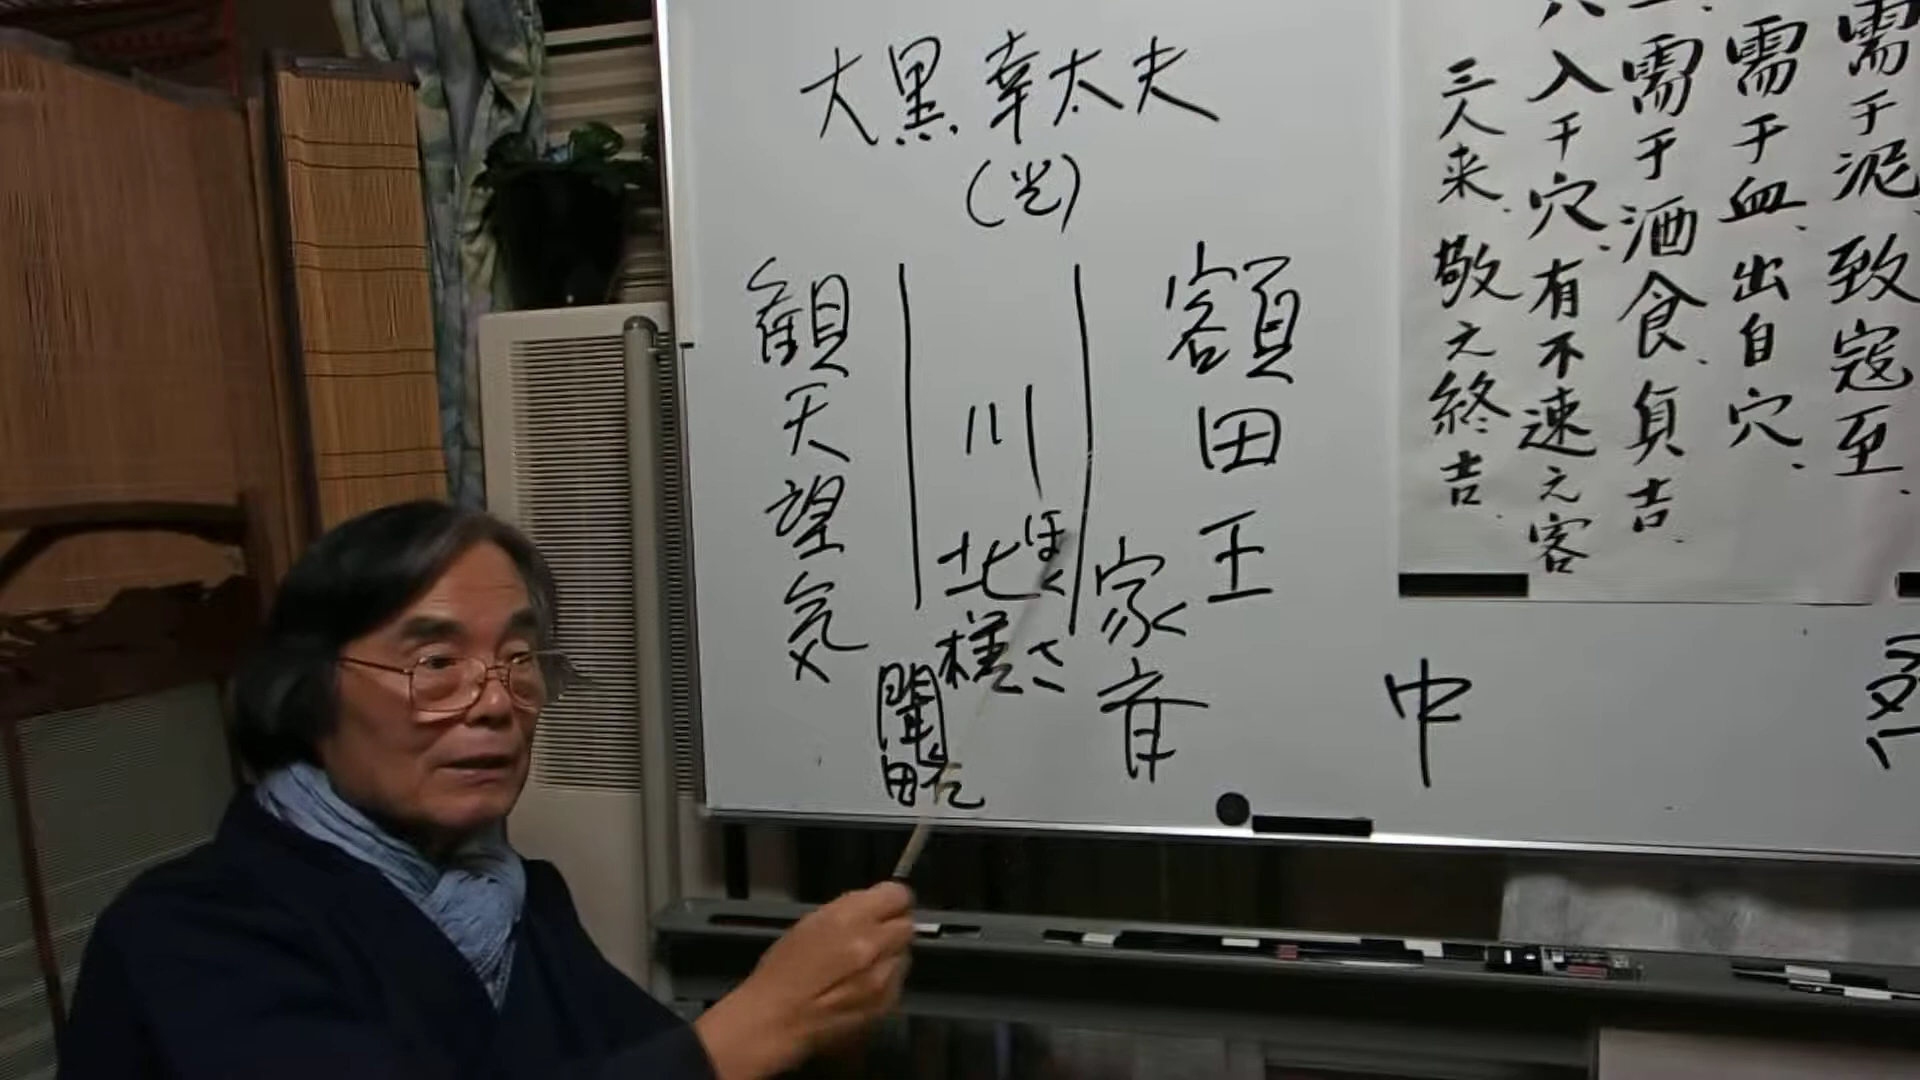 需于泥、致寇至、
需于血、出自穴、
需于酒食、貞吉、
入于穴、有不速之客
三人来、敬之終吉、
大黒幸太夫
(光)
額田王
川
北ほく
様さ
家く
音
観天望気
聞
中